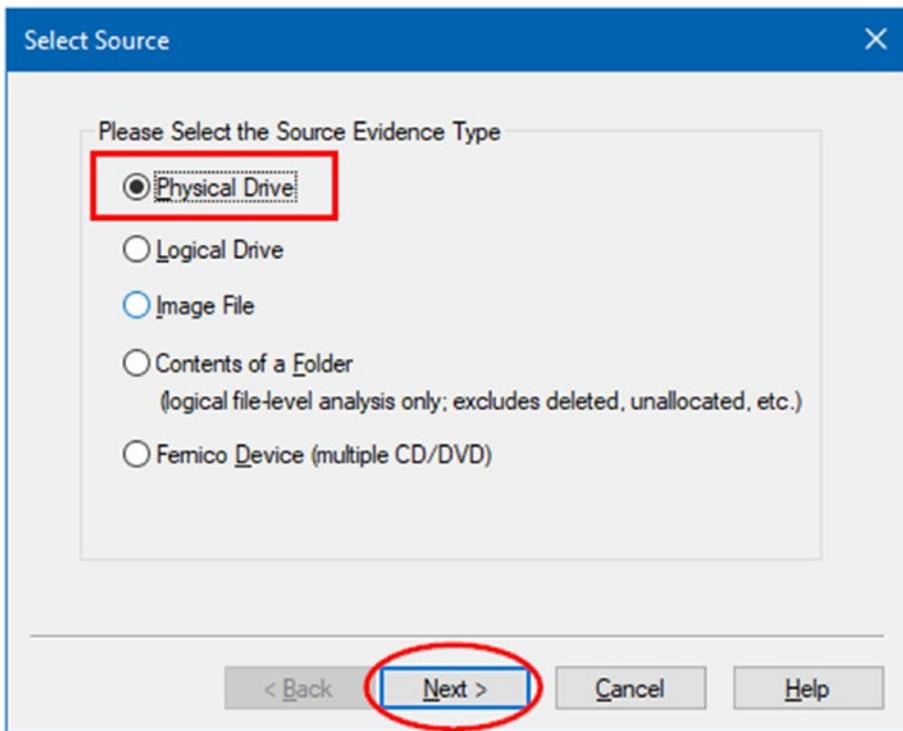 Select Source
Please Select the Source Evidence Type
Physical Drive
Logical Drive
Image File
Contents of a Folder
(logical file-level analysis only; excludes deleted, unallocated, etc.)
Fernico Device (multiple CD/DVD)
< Back Next > Cancel Help